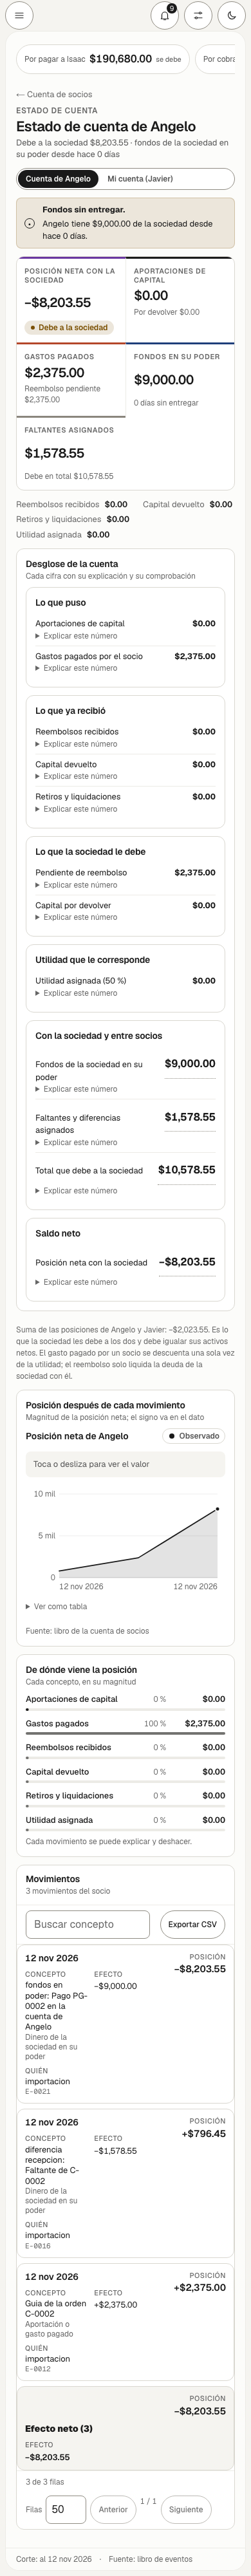 9
Por pagar a Isaac $190,680.00 se debe
Por cobra
← Cuenta de socios
ESTADO DE CUENTA
Estado de cuenta de Angelo
Debe a la sociedad $8,203.55 · fondos de la sociedad en
su poder desde hace 0 días
Cuenta de Angelo
Mi cuenta (Javier)
Fondos sin entregar.
Angelo tiene $9,000.00 de la sociedad desde
hace 0 días.
POSICIÓN NETA CON LA
SOCIEDAD
−$8,203.55
Debe a la sociedad
APORTACIONES DE
CAPITAL
$0.00
Por devolver $0.00
GASTOS PAGADOS
$2,375.00
Reembolso pendiente
$2,375.00
FONDOS EN SU PODER
$9,000.00
0 días sin entregar
FALTANTES ASIGNADOS
$1,578.55
Debe en total $10,578.55
Reembolsos recibidos $0.00 Capital devuelto $0.00
Retiros y liquidaciones $0.00
Utilidad asignada $0.00
Desglose de la cuenta
Cada cifra con su explicación y su comprobación
Lo que puso
Aportaciones de capital $0.00
▶ Explicar este número
Gastos pagados por el socio $2,375.00
▶ Explicar este número
Lo que ya recibió
Reembolsos recibidos $0.00
▶ Explicar este número
Capital devuelto $0.00
▶ Explicar este número
Retiros y liquidaciones $0.00
▶ Explicar este número
Lo que la sociedad le debe
Pendiente de reembolso $2,375.00
▶ Explicar este número
Capital por devolver $0.00
▶ Explicar este número
Utilidad que le corresponde
Utilidad asignada (50 %) $0.00
▶ Explicar este número
Con la sociedad y entre socios
Fondos de la sociedad en su
poder
$9,000.00
▶ Explicar este número
Faltantes y diferencias
asignados
$1,578.55
▶ Explicar este número
Total que debe a la sociedad $10,578.55
▶ Explicar este número
Saldo neto
Posición neta con la sociedad −$8,203.55
▶ Explicar este número
Suma de las posiciones de Angelo y Javier: −$2,023.55. Es lo
que la sociedad les debe a los dos y debe igualar sus activos
netos. El gasto pagado por un socio se descuenta una sola vez
de la utilidad; el reembolso solo liquida la deuda de la
sociedad con él.
Posición después de cada movimiento
Magnitud de la posición neta; el signo va en el dato
Posición neta de Angelo
Observado
Toca o desliza para ver el valor
10 mil
5 mil
0
12 nov 2026 12 nov 2026
▶ Ver como tabla
Fuente: libro de la cuenta de socios
De dónde viene la posición
Cada concepto, en su magnitud
Aportaciones de capital 0 % $0.00
Gastos pagados 100 % $2,375.00
Reembolsos recibidos 0 % $0.00
Capital devuelto 0 % $0.00
Retiros y liquidaciones 0 % $0.00
Utilidad asignada 0 % $0.00
Cada movimiento se puede explicar y deshacer.
Movimientos
3 movimientos del socio
Buscar concepto
Exportar CSV
12 nov 2026
POSICIÓN
−$8,203.55
CONCEPTO
fondos en
poder: Pago PG-
0002 en la
cuenta de
Angelo
Dinero de la
sociedad en su
poder
EFECTO
−$9,000.00
QUIÉN
importacion
E-0021
12 nov 2026
POSICIÓN
+$796.45
CONCEPTO
diferencia
recepcion:
Faltante de C-
0002
Dinero de la
sociedad en su
poder
EFECTO
−$1,578.55
QUIÉN
importacion
E-0016
12 nov 2026
POSICIÓN
+$2,375.00
CONCEPTO
Guia de la orden
C-0002
Aportación o
gasto pagado
EFECTO
+$2,375.00
QUIÉN
importacion
E-0012
POSICIÓN
−$8,203.55
Efecto neto (3)
EFECTO
−$8,203.55
3 de 3 filas
Filas 50 Anterior 1 / 1 Siguiente
Corte: al 12 nov 2026 · Fuente: libro de eventos